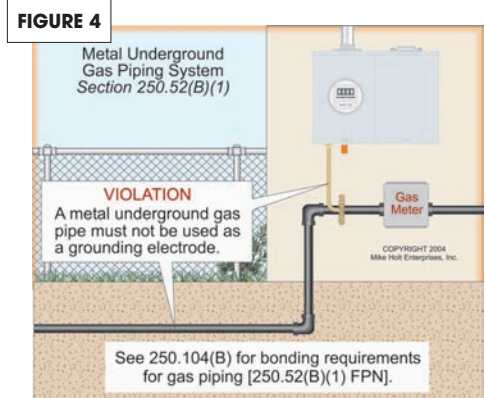 FIGURE 4
Metal Underground
Gas Piping System
Section 250.52(B)(1)
VIOLATION
A metal underground gas
pipe must not be used as
a grounding electrode.
Gas
Meter
COPYRIGHT 2004
Mike Holt Enterprises, Inc.
See 250.104(B) for bonding requirements
for gas piping [250.52(B)(1) FPN].